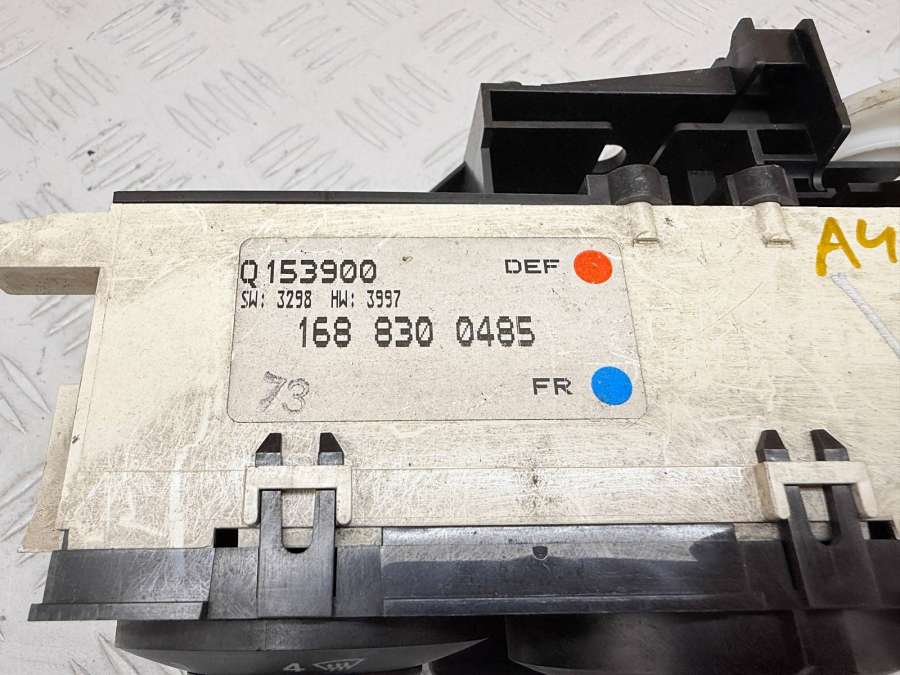 A4
Q153900 DEF
SW: 3298 HW: 3997
168 830 0485
73 FR
4